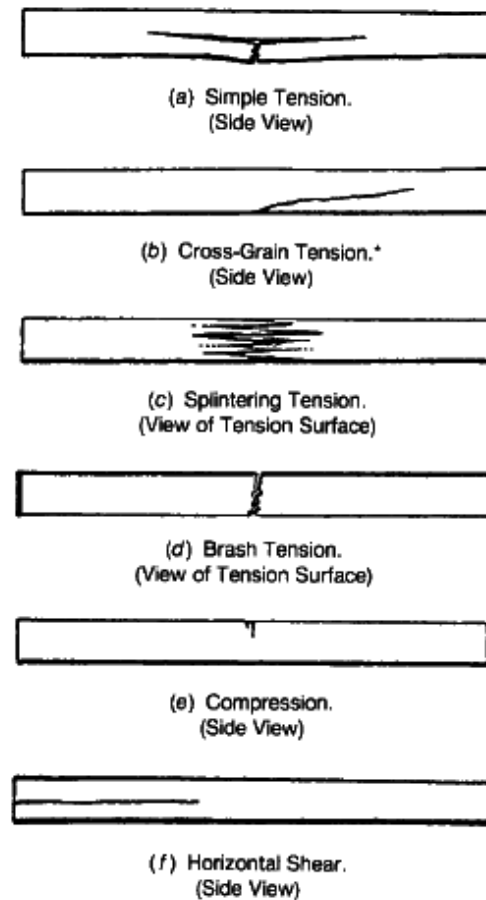 (a) Simple Tension.
(Side View)
(b) Cross-Grain Tension.*
(Side View)
(c) Splintering Tension.
(View of Tension Surface)
(d) Brash Tension.
(View of Tension Surface)
(e) Compression.
(Side View)
(f) Horizontal Shear.
(Side View)